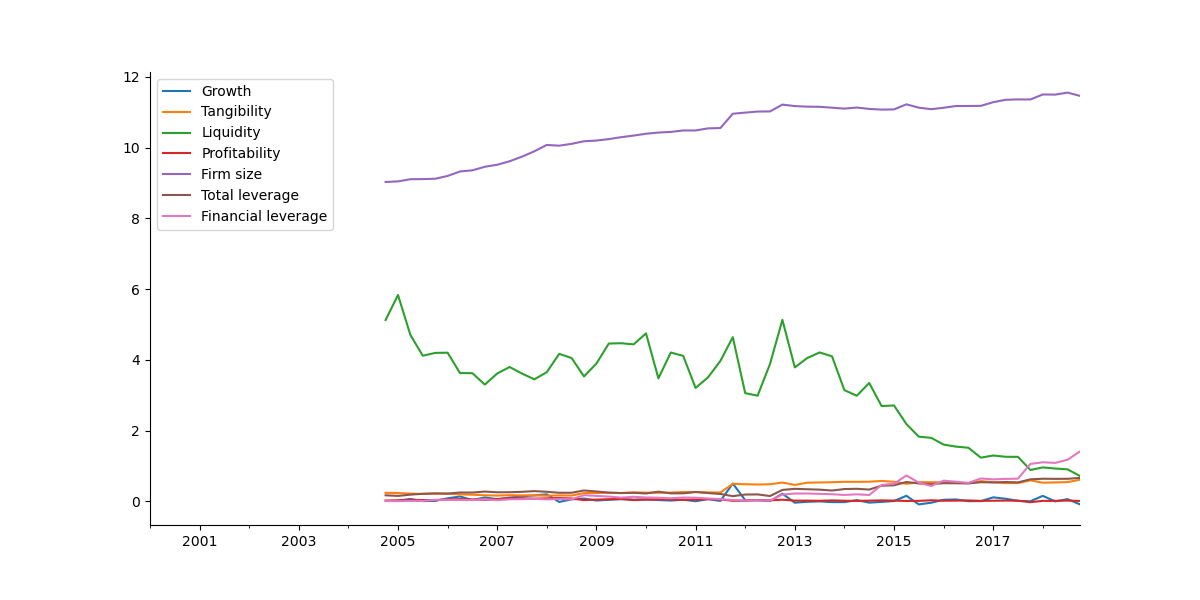 12
10
8
6
4
2
0
Growth
Tangibility
Liquidity
Profitability
Firm size
Total leverage
Financial leverage
2001 2003 2005 2007 2009 2011 2013 2015 2017